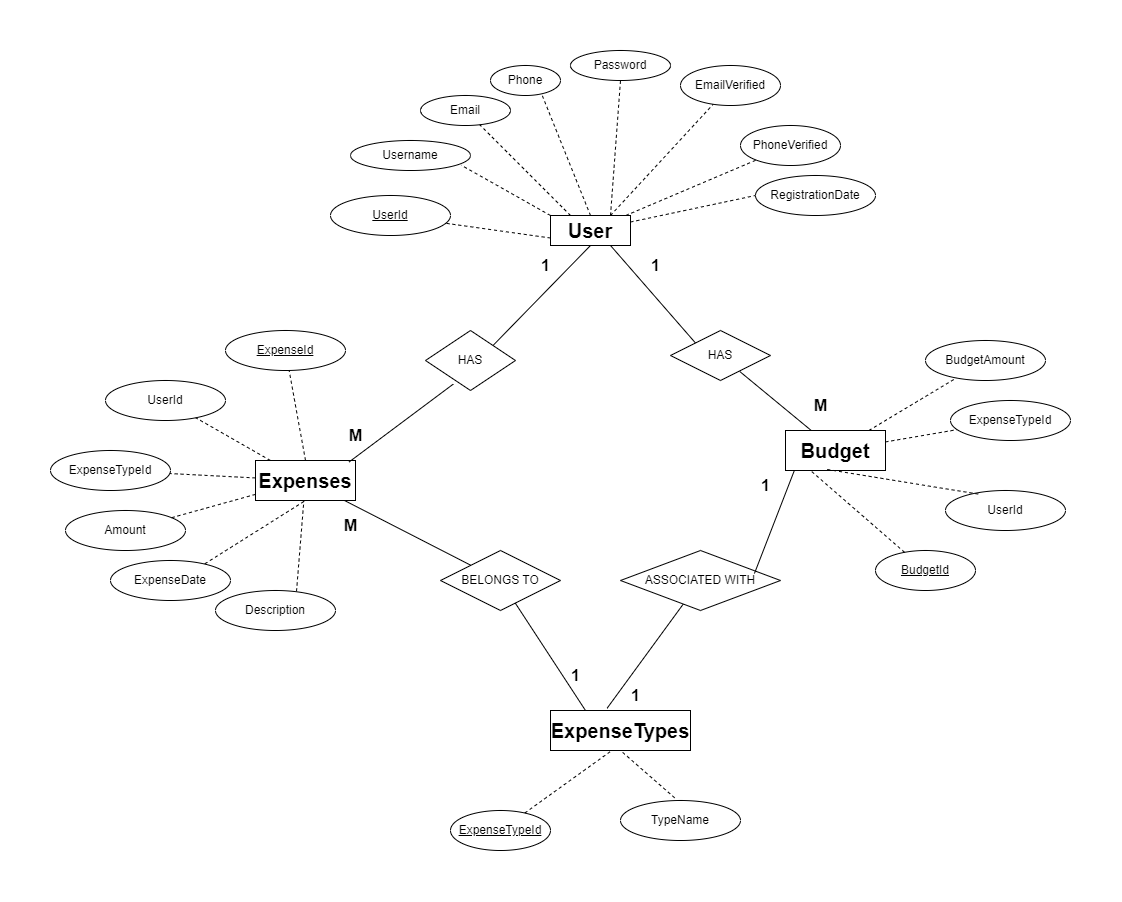 Password
Phone
EmailVerified
Email
PhoneVerified
Username
RegistrationDate
UserId
User
1
1
ExpenseId
HAS
HAS
BudgetAmount
UserId
M
ExpenseTypeId
M
Budget
ExpenseTypeId
Expenses
1
UserId
Amount
M
ExpenseDate
BELONGS TO
ASSOCIATED WITH
BudgetId
Description
1
1
ExpenseTypes
ExpenseTypeId
TypeName